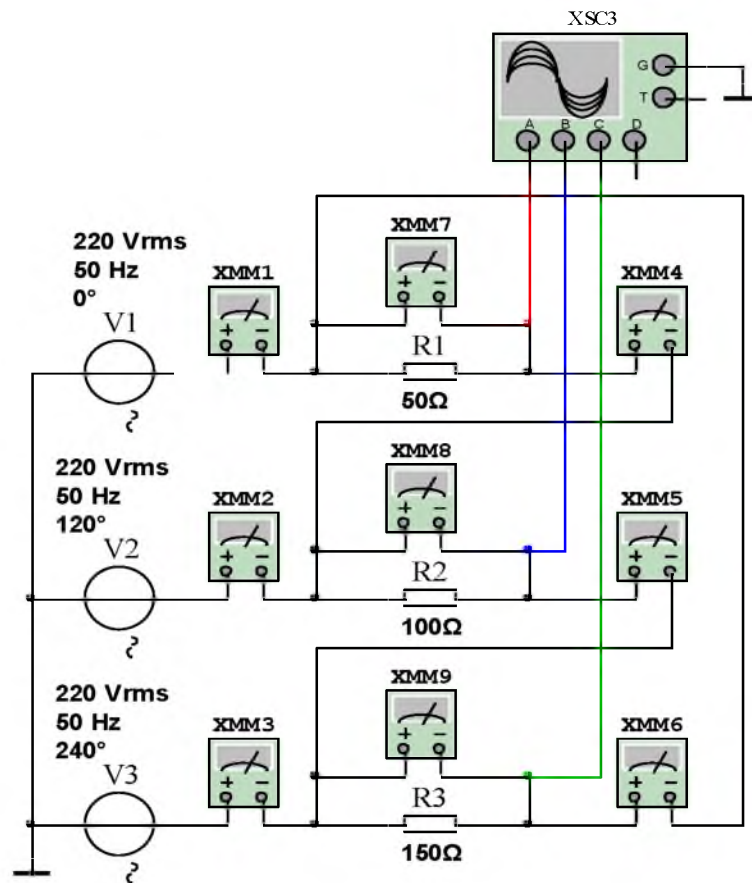 XSC3
G
T
A B C D
XMM7
220 Vrms
50 Hz
0°
V1
XMM1
XMM4
+ −
+ −
+ −
R1
50Ω
XMM8
220 Vrms
50 Hz
120°
V2
XMM2
XMM5
+ −
+ −
+ −
R2
100Ω
XMM9
220 Vrms
50 Hz
240°
V3
XMM3
XMM6
+ −
+ −
+ −
R3
150Ω